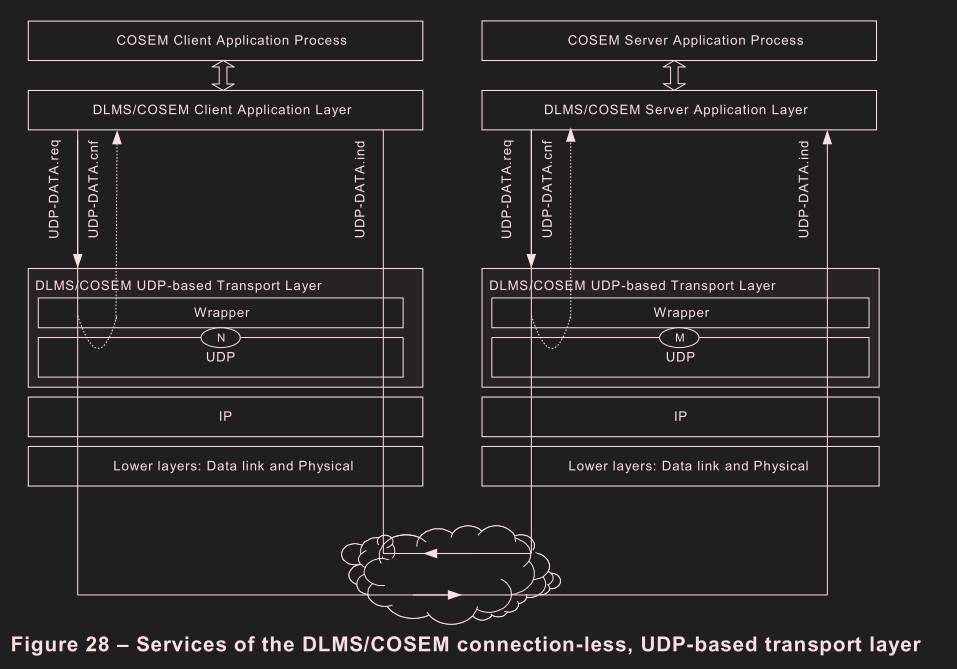 COSEM Client Application Process
COSEM Server Application Process
DLMS/COSEM Client Application Layer
DLMS/COSEM Server Application Layer
UDP-DATA.req
UDP-DATA.cnf
UDP-DATA.ind
UDP-DATA.req
UDP-DATA.cnf
UDP-DATA.ind
DLMS/COSEM UDP-based Transport Layer
DLMS/COSEM UDP-based Transport Layer
Wrapper
Wrapper
N
M
UDP
UDP
IP
IP
Lower layers: Data link and Physical
Lower layers: Data link and Physical
Figure 28 – Services of the DLMS/COSEM connection-less, UDP-based transport layer